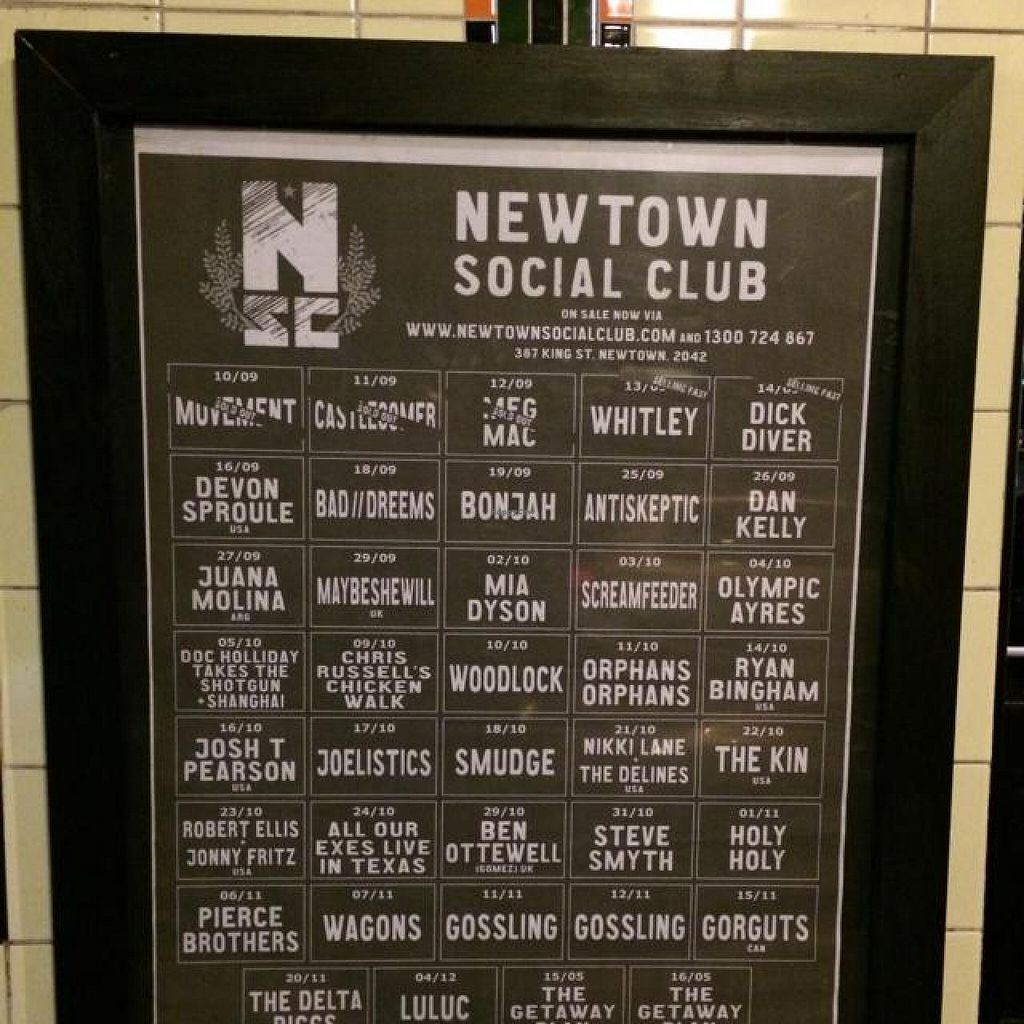 N
SC
NEWTOWN
SOCIAL CLUB
ON SALE NOW VIA
WWW.NEWTOWNSOCIALCLUB.COM AND 1300 724 867
387 KING ST. NEWTOWN. 2042
10/09
MOVEMENT
SOLD OUT
11/09
CASTLECOMER
SOLD OUT
12/09
MEG
SOLD OUT
MAC
13/09
SELLING FAST
WHITLEY
14/09
SELLING FAST
DICK
DIVER
16/09
DEVON
SPROULE
USA
18/09
BAD//DREEMS
19/09
BONJAH
25/09
ANTISKEPTIC
26/09
DAN
KELLY
27/09
JUANA
MOLINA
ARG
29/09
MAYBESHEWILL
UK
02/10
MIA
DYSON
03/10
SCREAMFEEDER
04/10
OLYMPIC
AYRES
05/10
DOC HOLLIDAY
TAKES THE
SHOTGUN
+ SHANGHAI
09/10
CHRIS
RUSSELL'S
CHICKEN
WALK
10/10
WOODLOCK
11/10
ORPHANS
ORPHANS
14/10
RYAN
BINGHAM
USA
16/10
JOSH T
PEARSON
USA
17/10
JOELISTICS
18/10
SMUDGE
21/10
NIKKI LANE
+
THE DELINES
USA
22/10
THE KIN
USA
23/10
ROBERT ELLIS
+
JONNY FRITZ
USA
24/10
ALL OUR
EXES LIVE
IN TEXAS
29/10
BEN
OTTEWELL
(GOMEZ) UK
31/10
STEVE
SMYTH
01/11
HOLY
HOLY
06/11
PIERCE
BROTHERS
07/11
WAGONS
11/11
GOSSLING
12/11
GOSSLING
15/11
GORGUTS
CAN
20/11
THE DELTA
RIGGS
04/12
LULUC
15/05
THE
GETAWAY
PLAN
16/05
THE
GETAWAY
PLAN